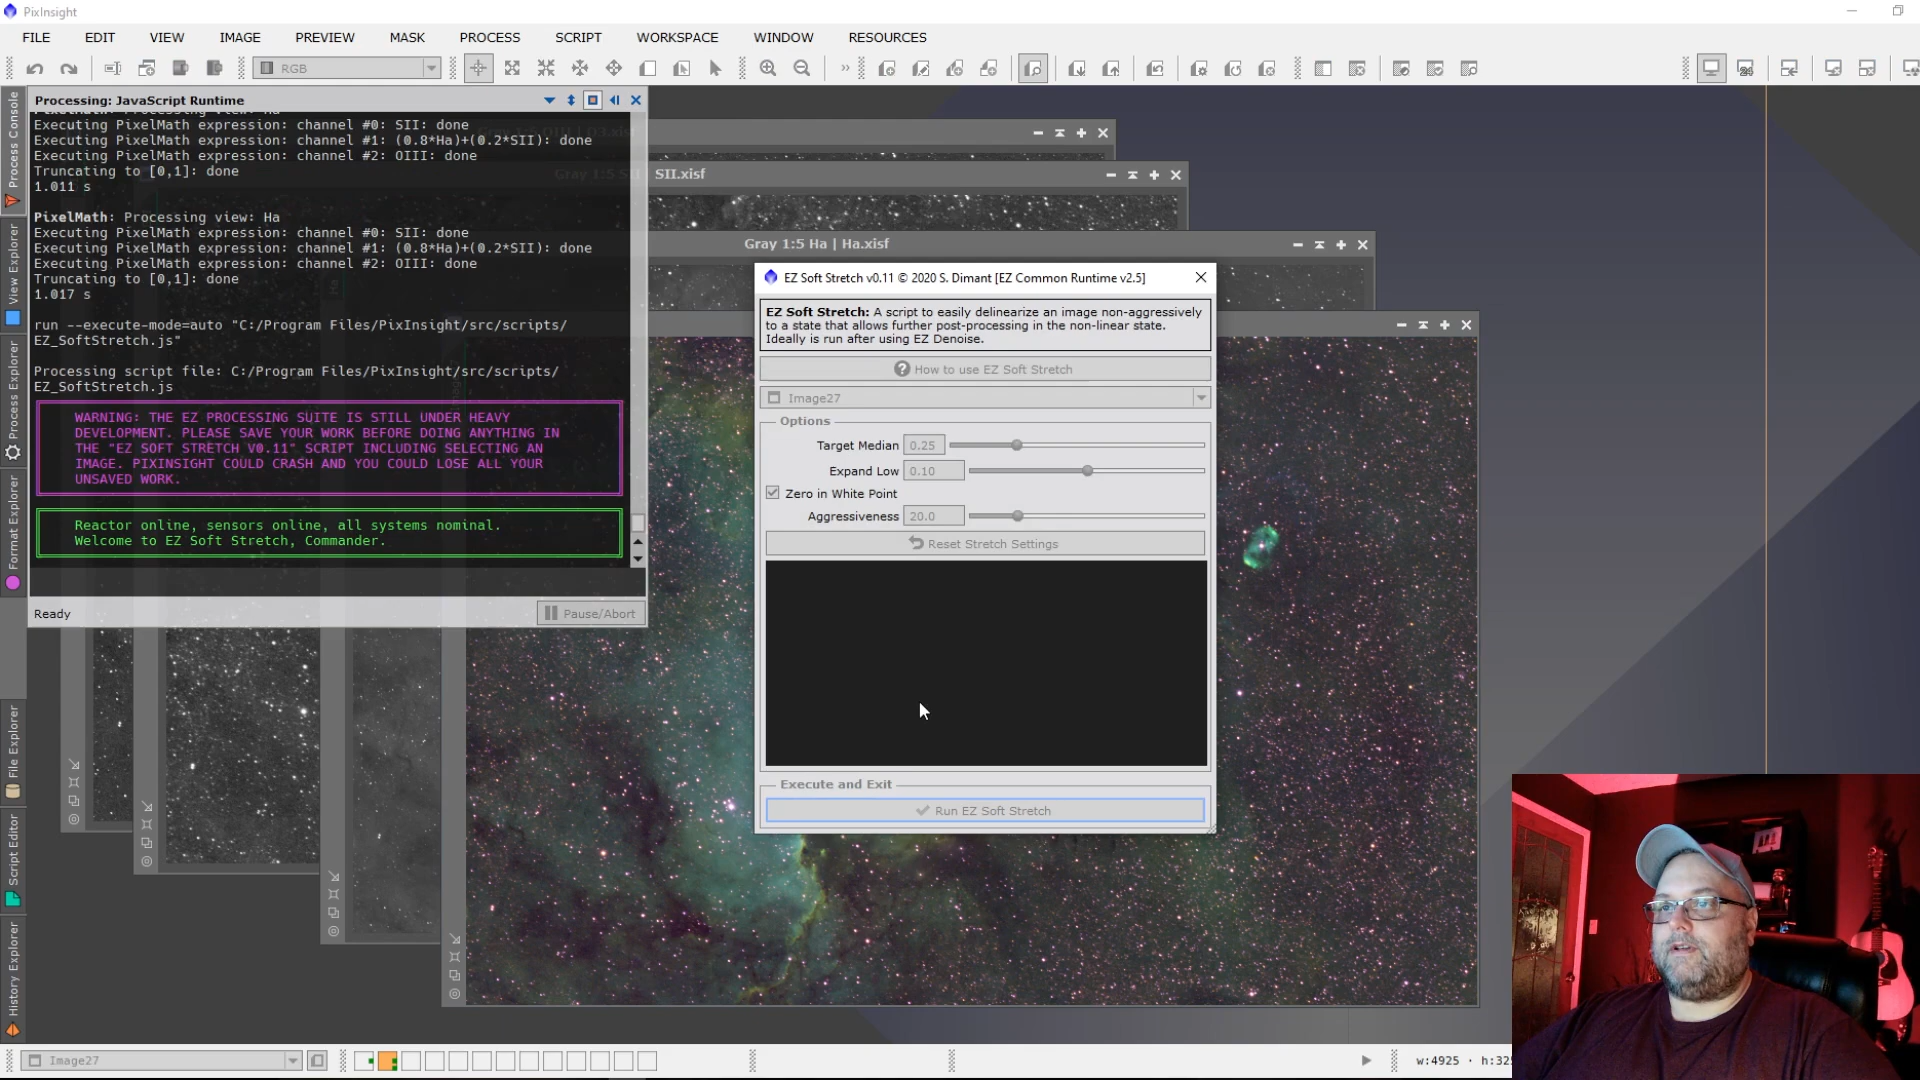 PixInsight
FILE EDIT VIEW IMAGE PREVIEW MASK PROCESS SCRIPT WORKSPACE WINDOW RESOURCES
RGB
Processing: JavaScript Runtime
Executing PixelMath expression: channel #0: SII: done
Executing PixelMath expression: channel #1: (0.8*Ha)+(0.2*SII): done
Executing PixelMath expression: channel #2: OIII: done
Truncating to [0,1]: done
1.011 s
PixelMath: Processing view: Ha
Executing PixelMath expression: channel #0: SII: done
Executing PixelMath expression: channel #1: (0.8*Ha)+(0.2*SII): done
Executing PixelMath expression: channel #2: OIII: done
Truncating to [0,1]: done
1.017 s
run --execute-mode=auto "C:/Program Files/PixInsight/src/scripts/
EZ_SoftStretch.js"
Processing script file: C:/Program Files/PixInsight/src/scripts/
EZ_SoftStretch.js
WARNING: THE EZ PROCESSING SUITE IS STILL UNDER HEAVY
DEVELOPMENT. PLEASE SAVE YOUR WORK BEFORE DOING ANYTHING IN
THE "EZ SOFT STRETCH V0.11" SCRIPT INCLUDING SELECTING AN
IMAGE. PIXINSIGHT COULD CRASH AND YOU COULD LOSE ALL YOUR
UNSAVED WORK.
Reactor online, sensors online, all systems nominal.
Welcome to EZ Soft Stretch, Commander.
Ready
Pause/Abort
Process Console
View Explorer
Process Explorer
Format Explorer
File Explorer
Script Editor
History Explorer
Gray 1:5 SII | SII.xisf
Gray 1:5 Ha | Ha.xisf
EZ Soft Stretch v0.11 © 2020 S. Dimant [EZ Common Runtime v2.5]
EZ Soft Stretch: A script to easily delinearize an image non-aggressively
to a state that allows further post-processing in the non-linear state.
Ideally is run after using EZ Denoise.
How to use EZ Soft Stretch
Image27
Options
Target Median 0.25
Expand Low 0.10
Zero in White Point
Aggressiveness 20.0
Reset Stretch Settings
Execute and Exit
Run EZ Soft Stretch
Image27
w:4925 · h:325